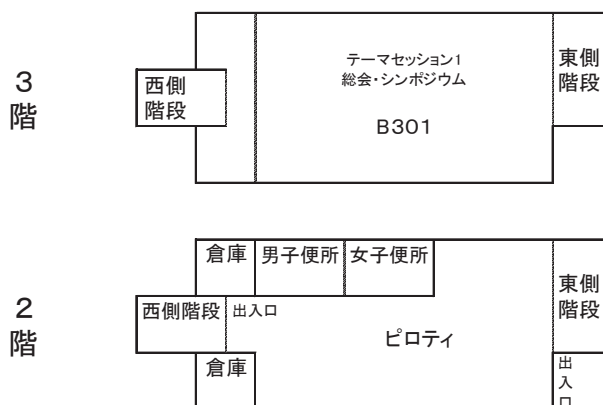 3
階
テーマセッション1
総会・シンポジウム
B301
西側
階段
東側
階段
2
階
倉庫 男子便所 女子便所
西側階段 出入口
ピロティ
東側
階段
倉庫
出
入
口